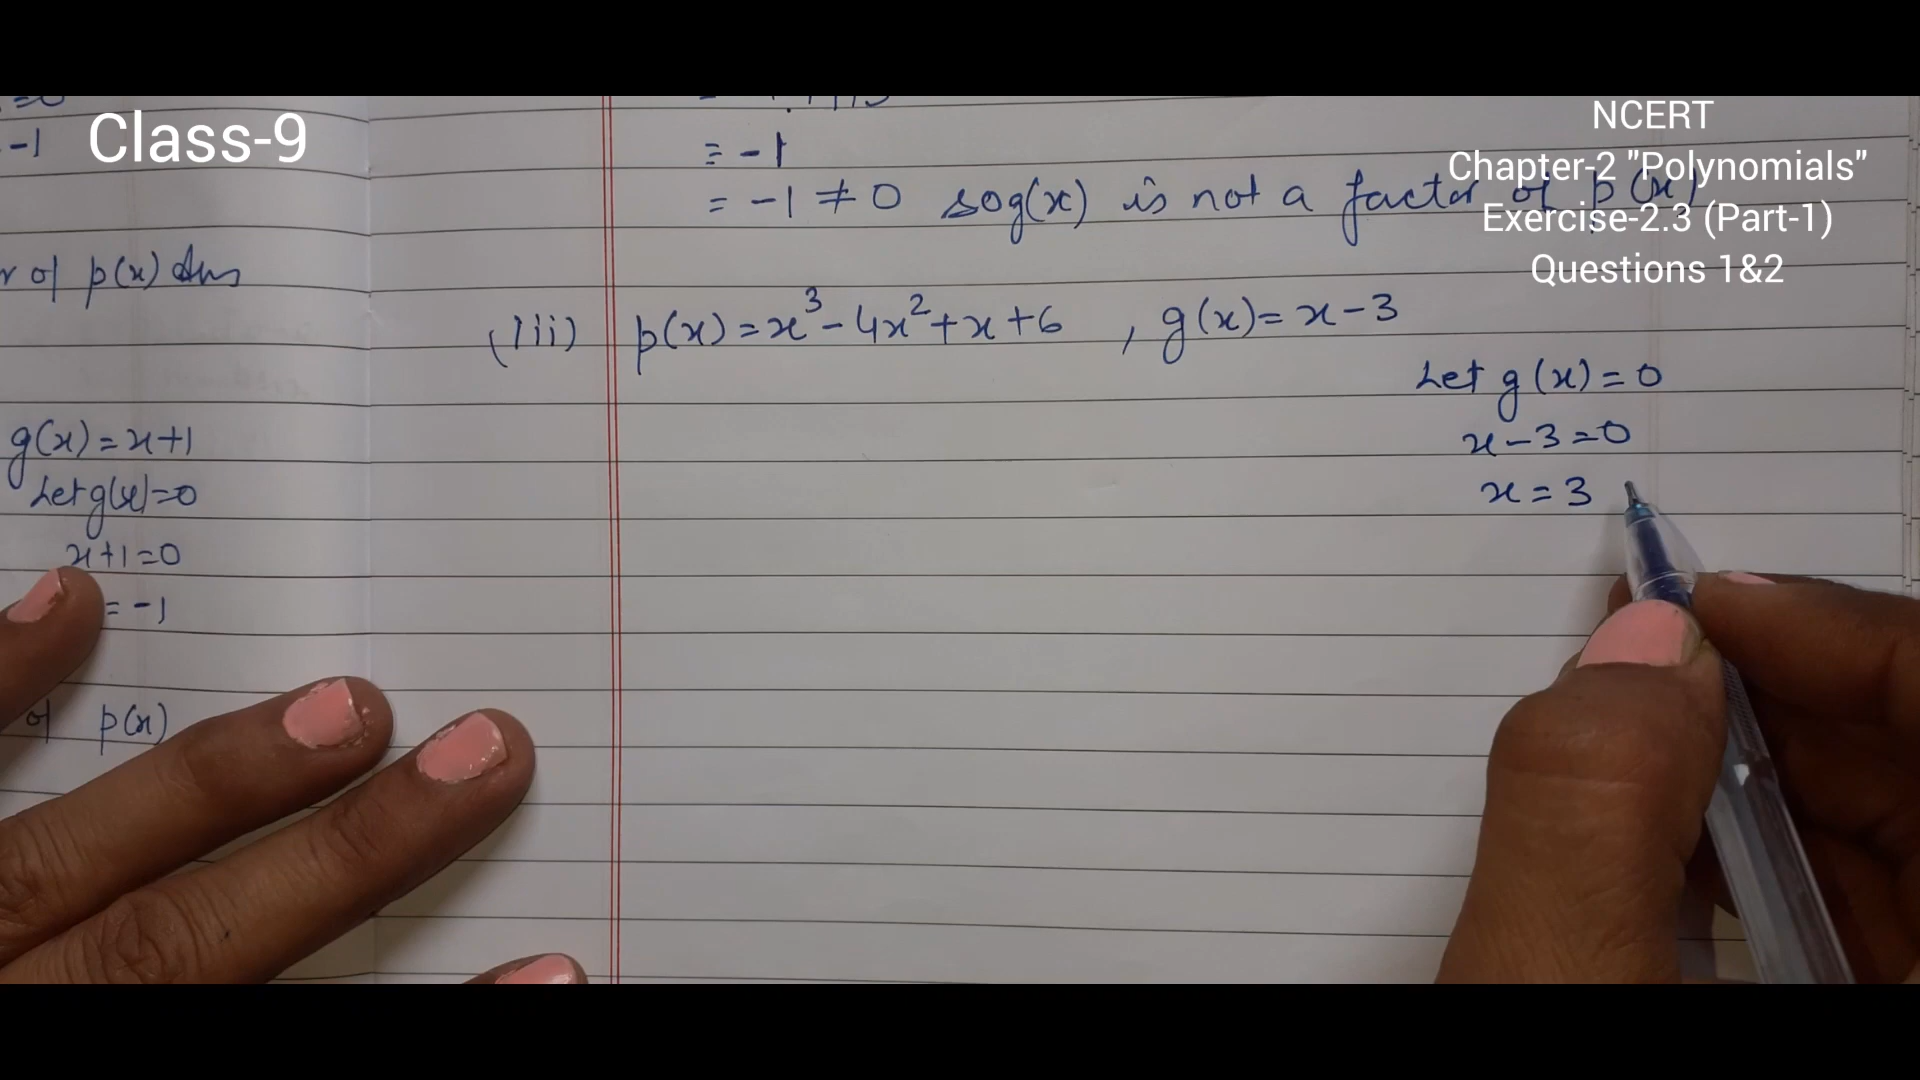 Class-9
NCERT
Chapter-2 "Polynomials"
Exercise-2.3 (Part-1)
Questions 1&2
-1
of p(x) Ans
g(x)=x+1
Let g(x)=0
x+1=0
=-1
of p(x)
= -1
= -1 ≠ 0 so g(x) is not a factor of p(x)
(iii) p(x)=x³-4x²+x+6 , g(x)=x-3
Let g(x)=0
x-3=0
x=3